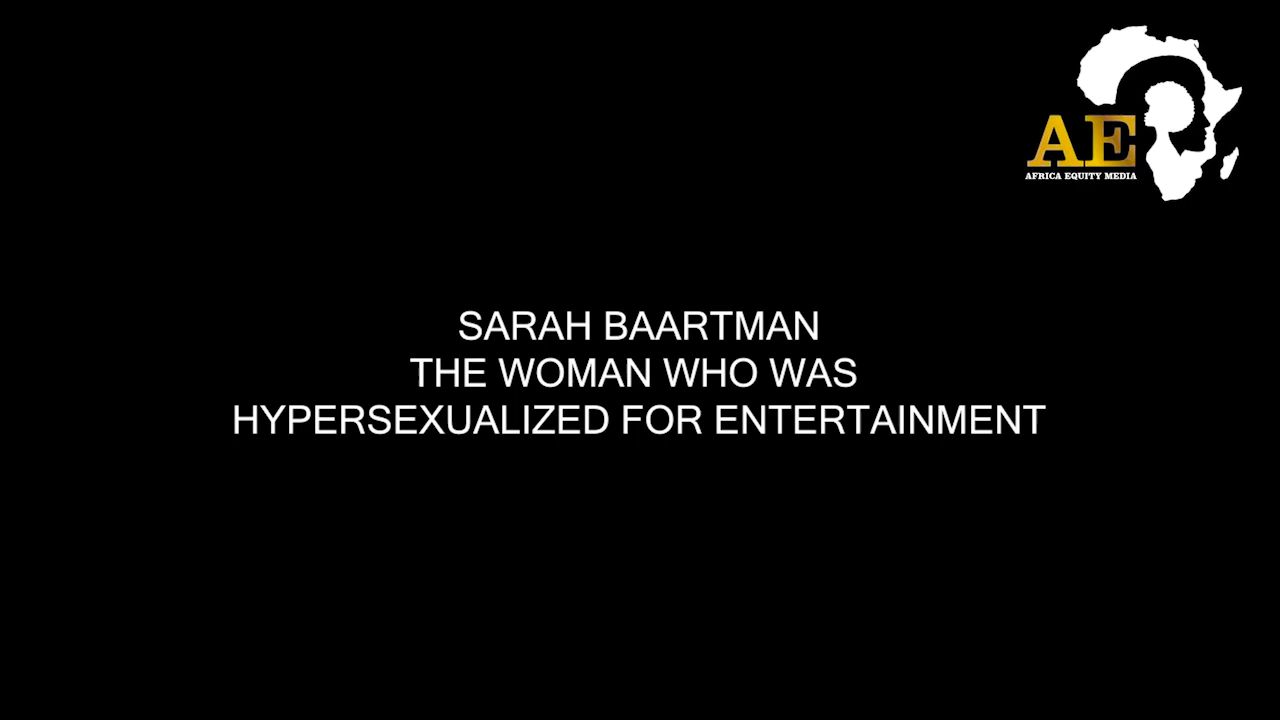 AE
AFRICA EQUITY MEDIA
SARAH BAARTMAN
THE WOMAN WHO WAS
HYPERSEXUALIZED FOR ENTERTAINMENT